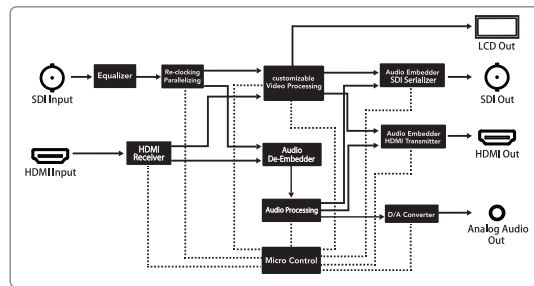 LCD Out
SDI Input
Equalizer
Re-clocking
Parallelizing
customizable
Video Processing
Audio Embedder
SDI Serializer
SDI Out
HDMI Input
HDMI
Receiver
Audio
De-Embedder
Audio Embedder
HDMI Transmitter
HDMI Out
Audio Processing
D/A Converter
Analog Audio
Out
Micro Control